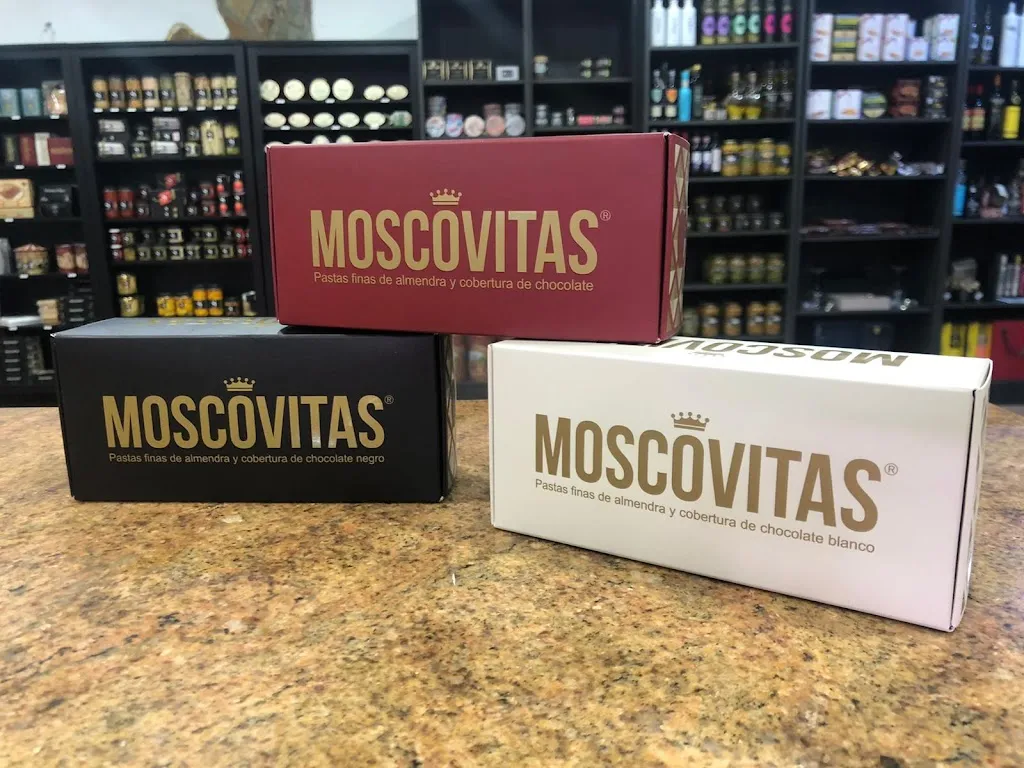 MOSCOVITAS®
Pastas finas de almendra y cobertura de chocolate
MOSCOVITAS®
Pastas finas de almendra y cobertura de chocolate negro
MOSCOV
MOSCOVITAS®
Pastas finas de almendra y cobertura de chocolate blanco